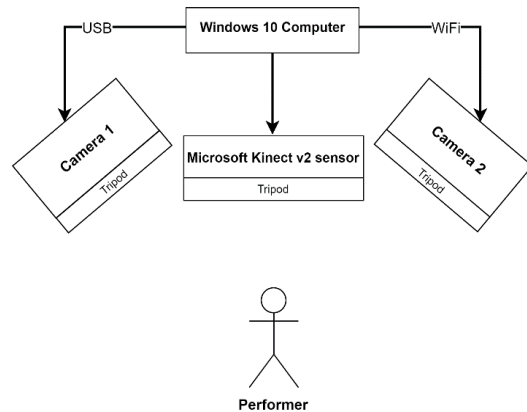 USB
Windows 10 Computer
WiFi
Camera 1
Tripod
Microsoft Kinect v2 sensor
Tripod
Camera 2
Tripod
Performer